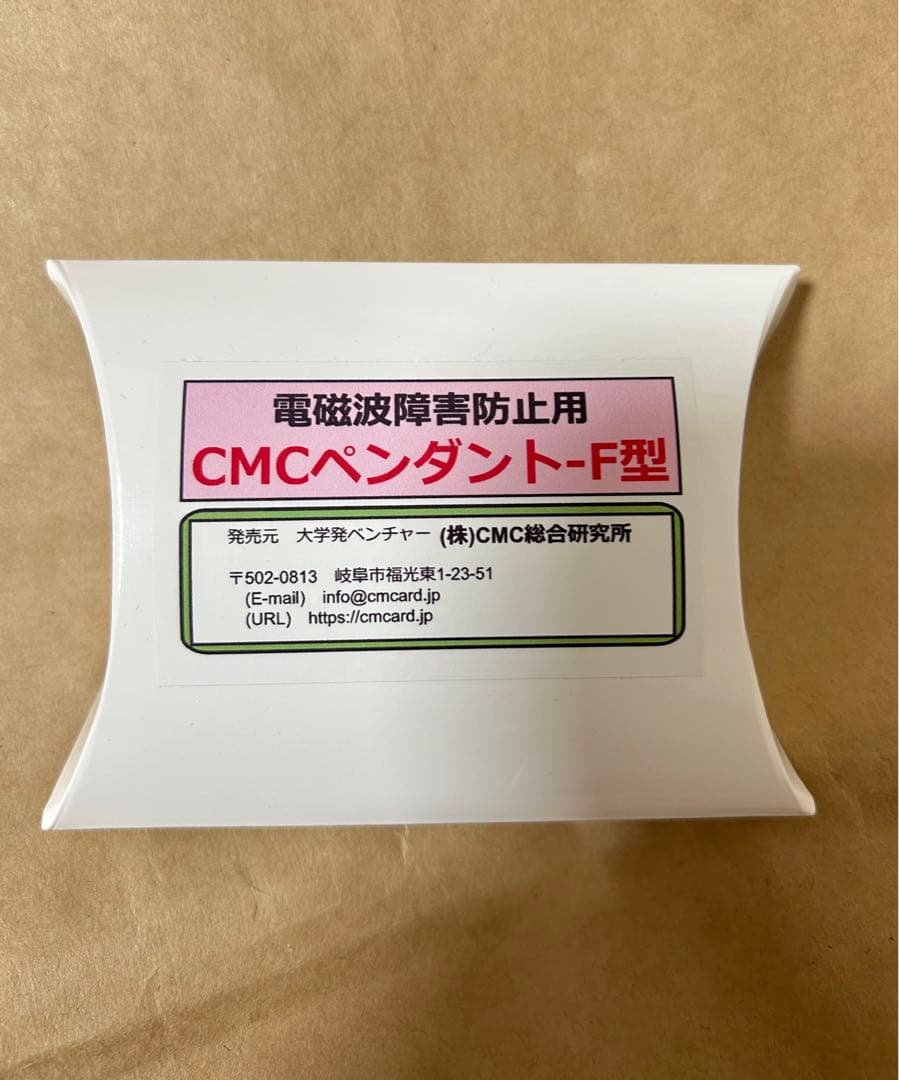 電磁波障害防止用
CMCペンダント-F型
発売元　大学発ベンチャー (株)CMC総合研究所
〒502-0813　岐阜市福光東1-23-51
(E-mail)　info@cmcard.jp
(URL)　https://cmcard.jp